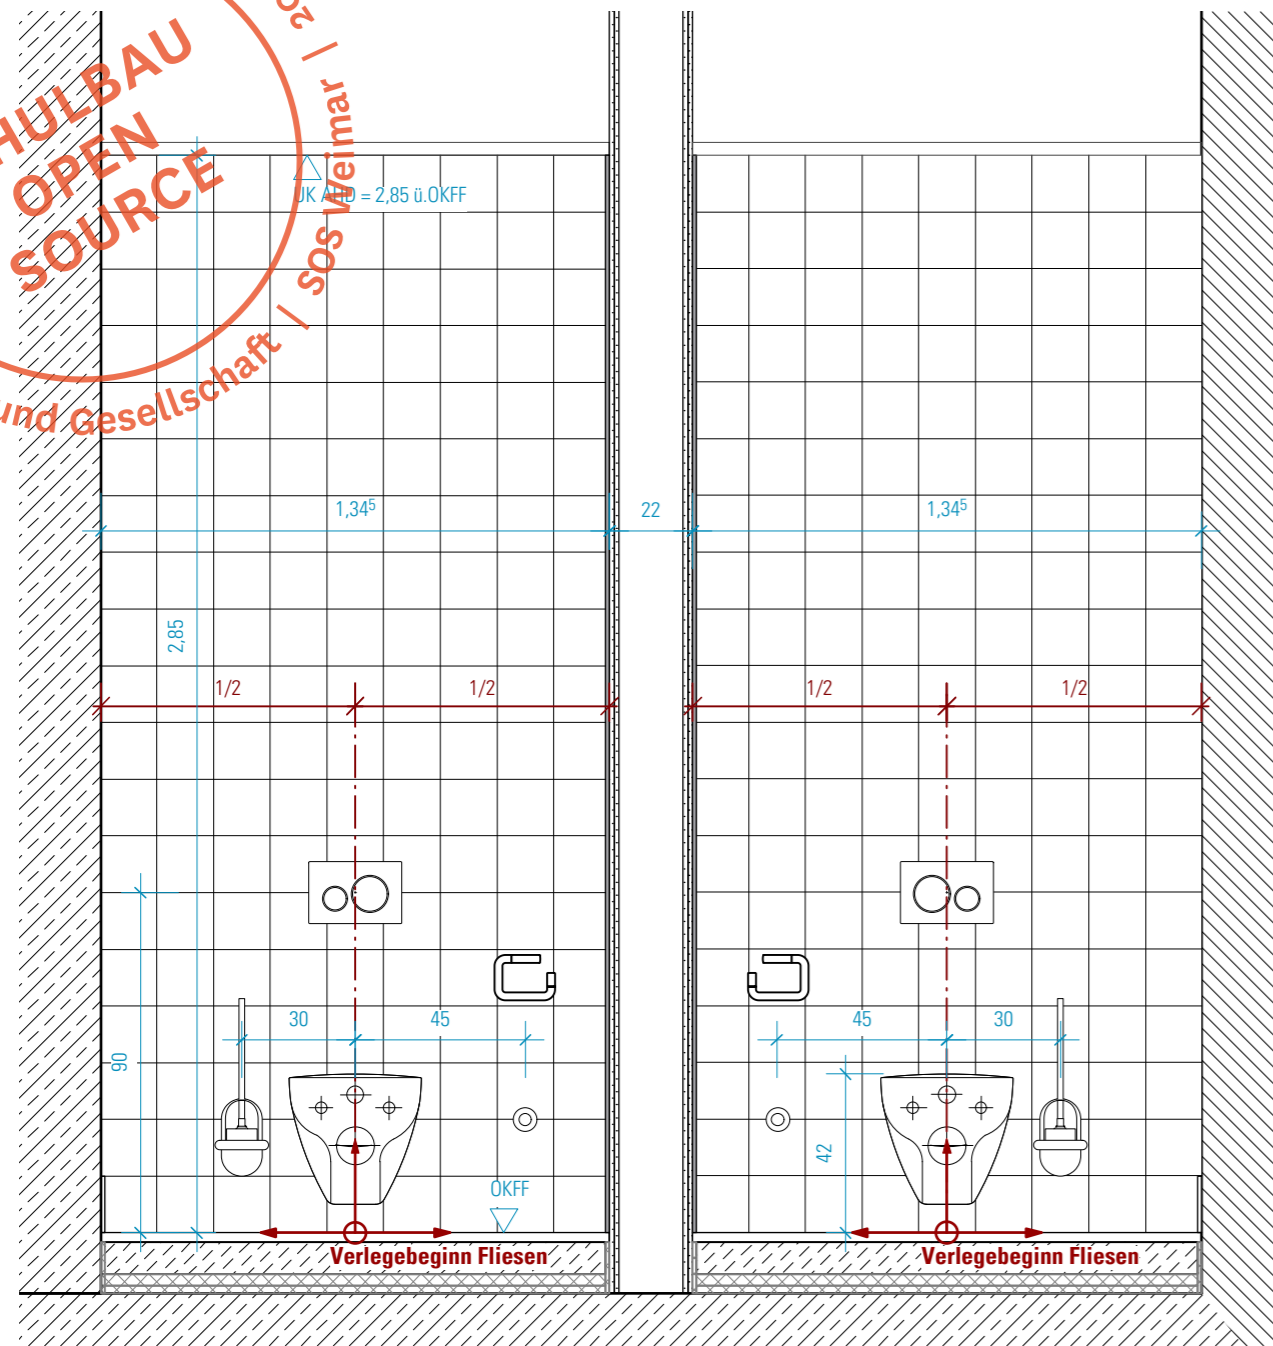 HULBAU
OPEN
SOURCE
und Gesellschaft | SOS Weimar | 20
UK AHD = 2,85 ü.OKFF
1,34⁵
22
1,34⁵
2,85
1/2
1/2
1/2
1/2
30
45
45
30
90
42
OKFF
Verlegebeginn Fliesen
Verlegebeginn Fliesen